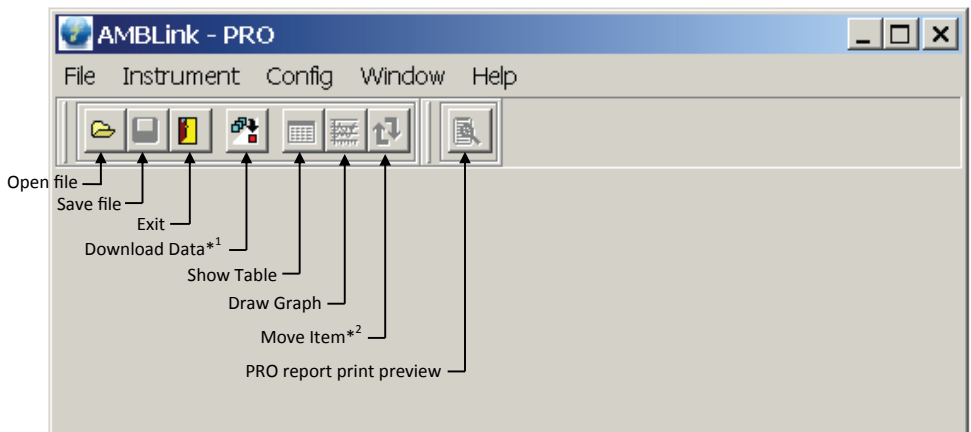 AMBLink - PRO
File Instrument Config Window Help
Open file
Save file
Exit
Download Data*1
Show Table
Draw Graph
Move Item*2
PRO report print preview